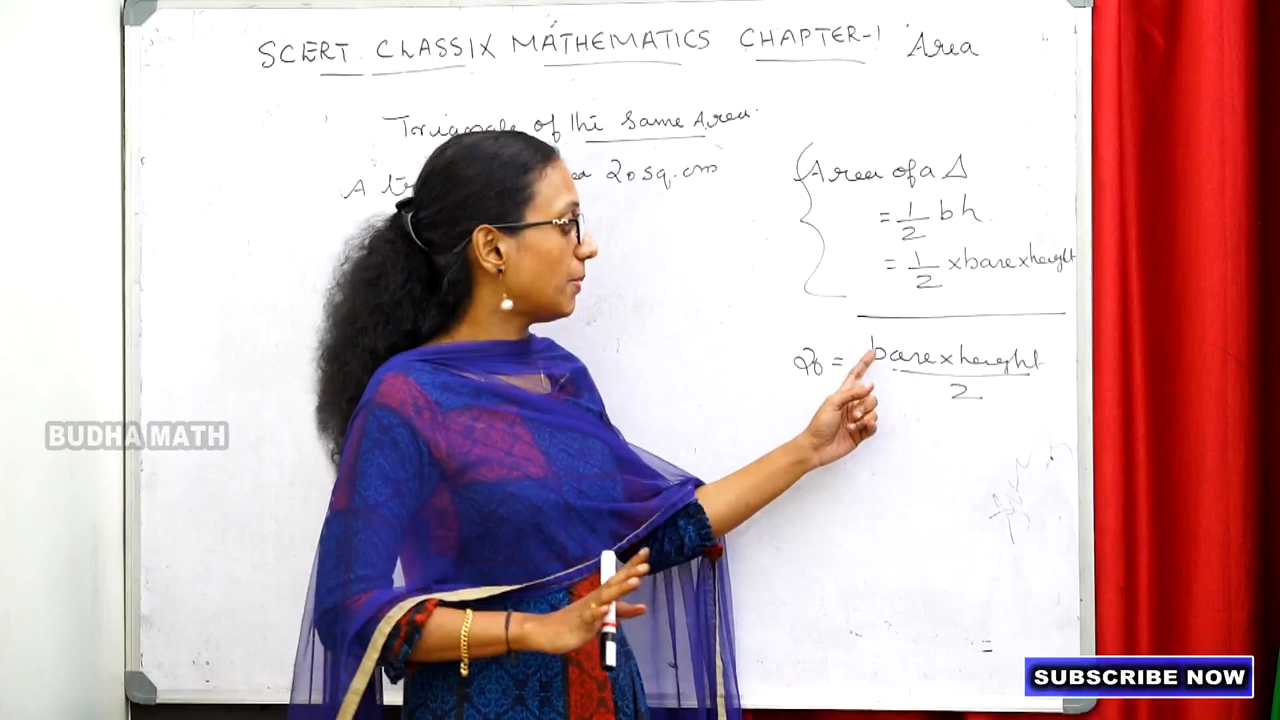 SCERT CLASS IX MATHEMATICS CHAPTER-1 Area
Triangle of the Same Area
A 20 sq.cm
Area of a Δ
= 1/2 bh
= 1/2 x base x height
20 = base x height / 2
BUDHA MATH
SUBSCRIBE NOW